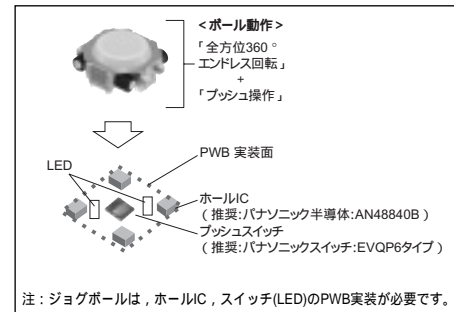 <ボール動作>
「全方位360°
エンドレス回転」
+
「プッシュ操作」
LED
PWB 実装面
ホールIC
(推奨:パナソニック半導体:AN48840B)
プッシュスイッチ
(推奨:パナソニックスイッチ:EVQP6タイプ)
注:ジョグボールは,ホールIC,スイッチ(LED)のPWB実装が必要です。